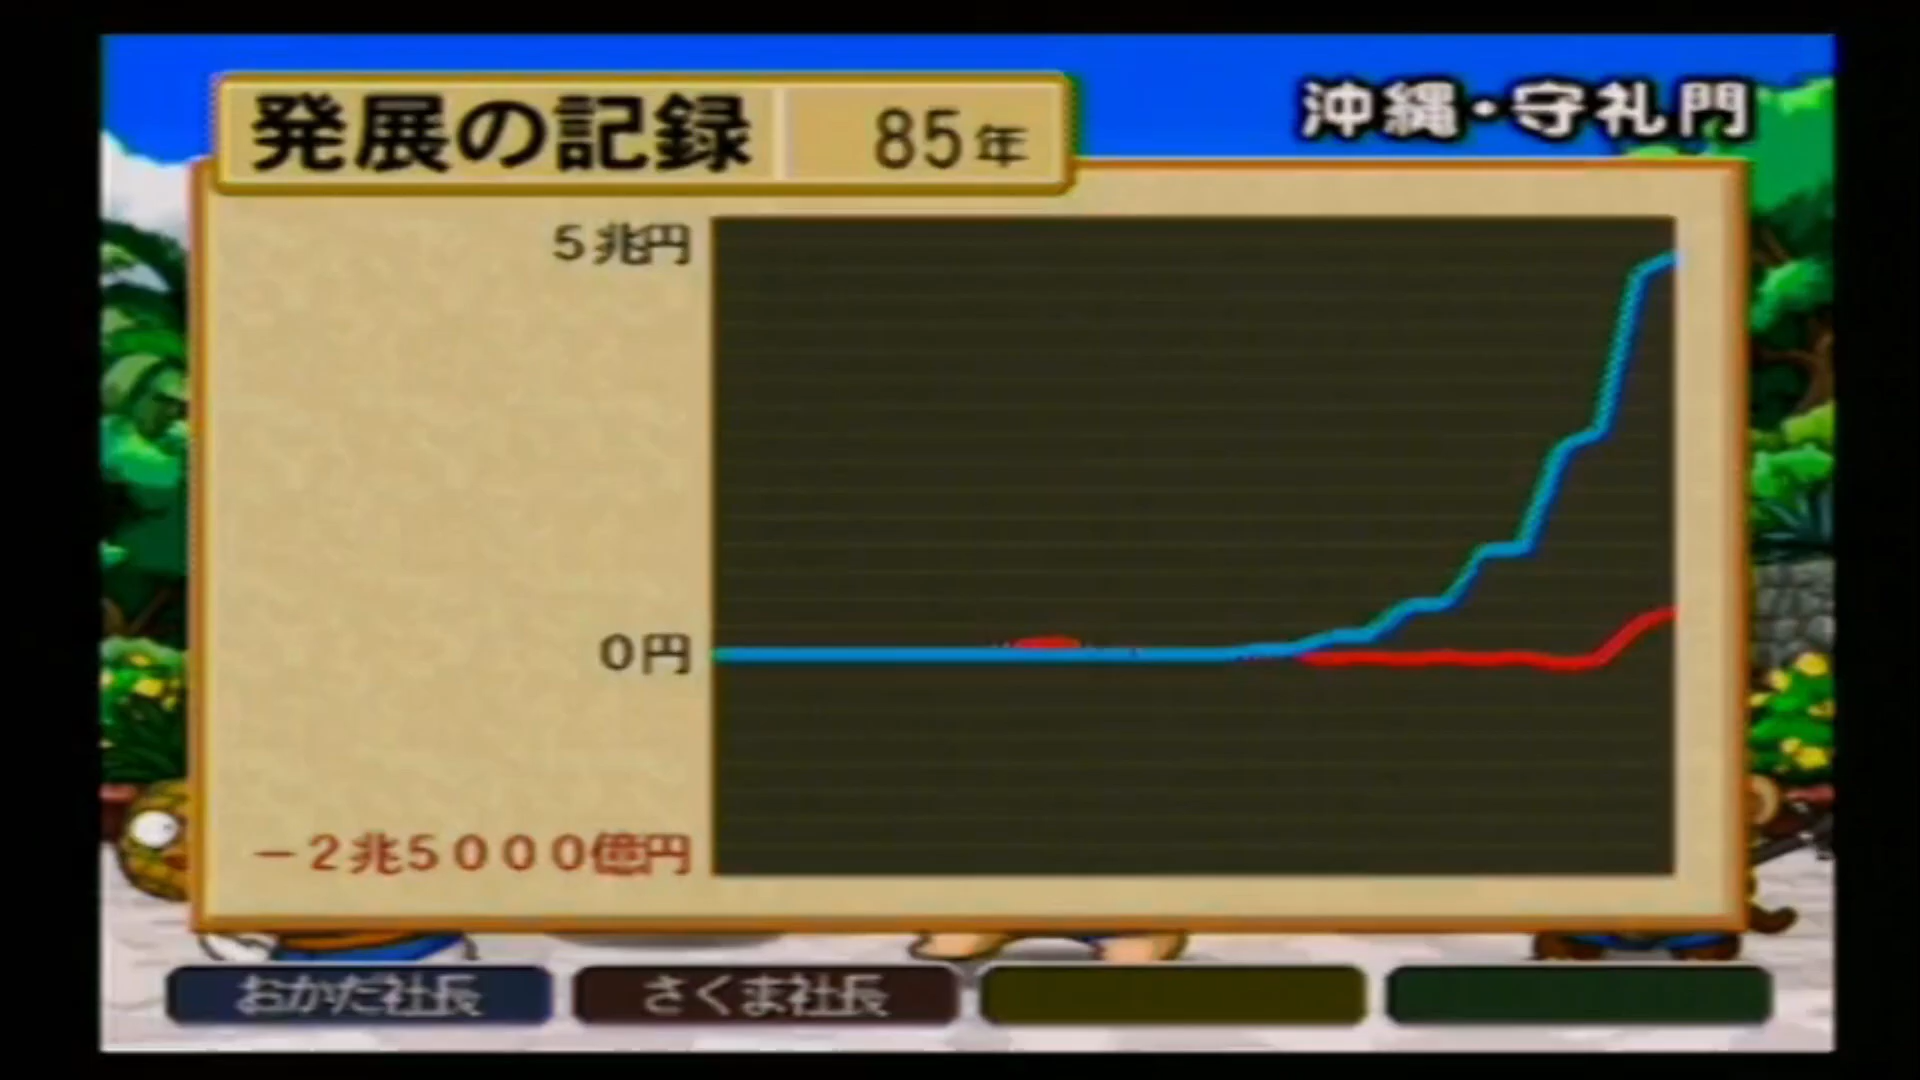 発展の記録 85年
沖縄・守礼門
5兆円
0円
－2兆5000億円
おかだ社長 さくま社長